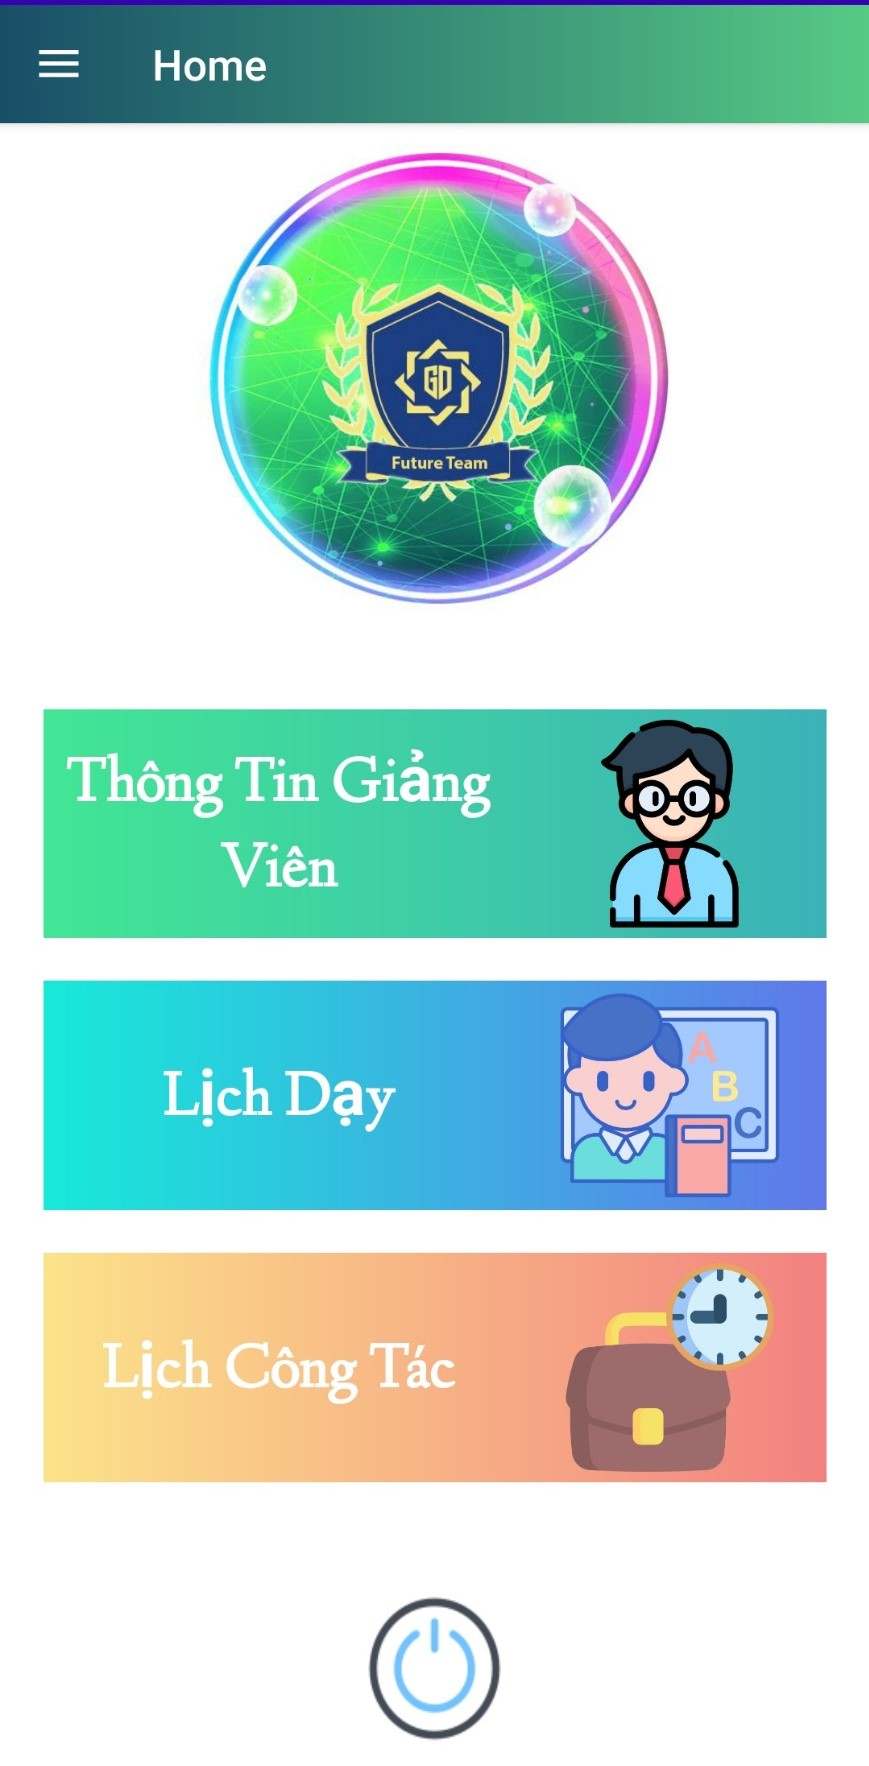 Home
GD
Future Team
Thông Tin Giảng
Viên
A
B
C
Lịch Dạy
Lịch Công Tác